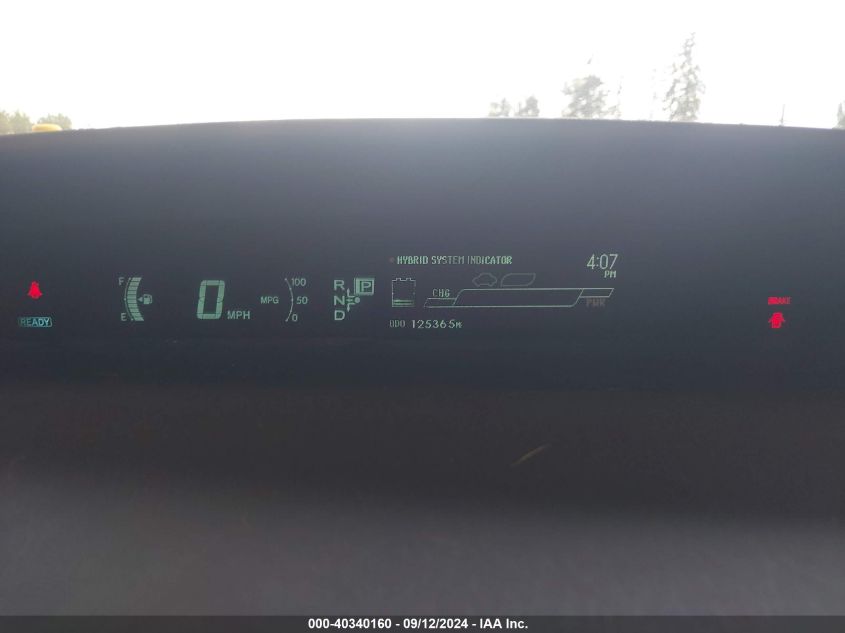 HYBRID SYSTEM INDICATOR 4:07
PM
F 100 R P
0 MPG 50 N CHG
READY E MPH 0 D PWR
ODO 125365M
BRAKE
000-40340160 - 09/12/2024 - IAA Inc.